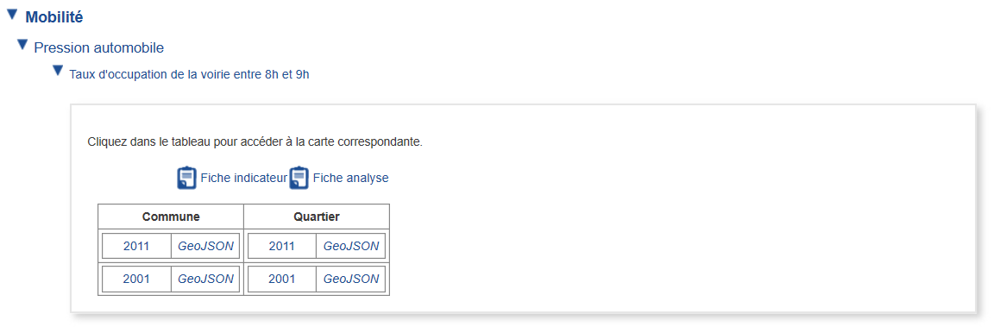 Mobilité
Pression automobile
Taux d'occupation de la voirie entre 8h et 9h
Cliquez dans le tableau pour accéder à la carte correspondante.
Fiche indicateur Fiche analyse
Commune Quartier
2011 GeoJSON 2011 GeoJSON
2001 GeoJSON 2001 GeoJSON